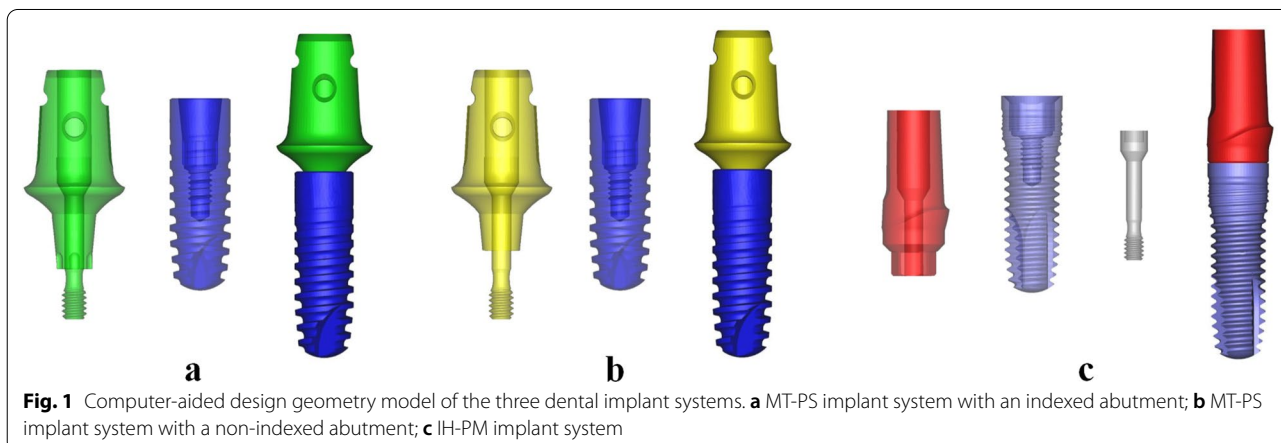 a b c
Fig. 1 Computer-aided design geometry model of the three dental implant systems. a MT-PS implant system with an indexed abutment; b MT-PS
implant system with a non-indexed abutment; c IH-PM implant system